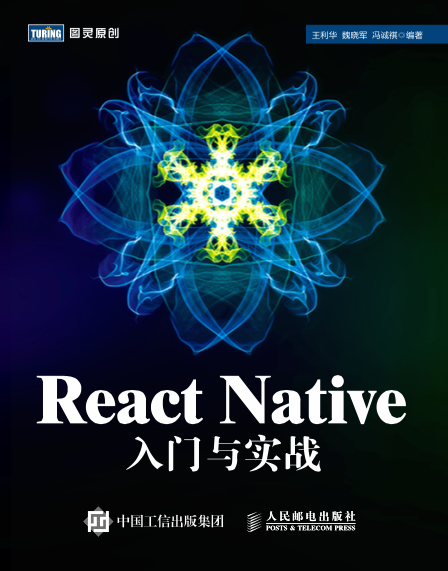 TURING 图灵原创
王利华 魏晓军 冯诚祺◎编著
React Native
入门与实战
中国工信出版集团
人民邮电出版社
POSTS & TELECOM PRESS